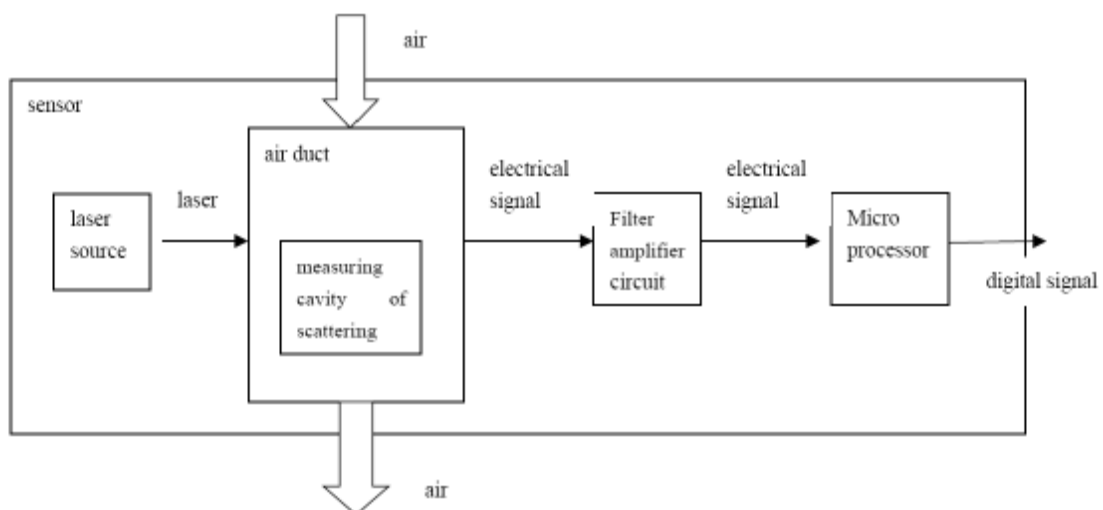 air
sensor
air duct
laser
source
laser
measuring
cavity of
scattering
electrical
signal
Filter
amplifier
circuit
electrical
signal
Micro
processor
digital signal
air